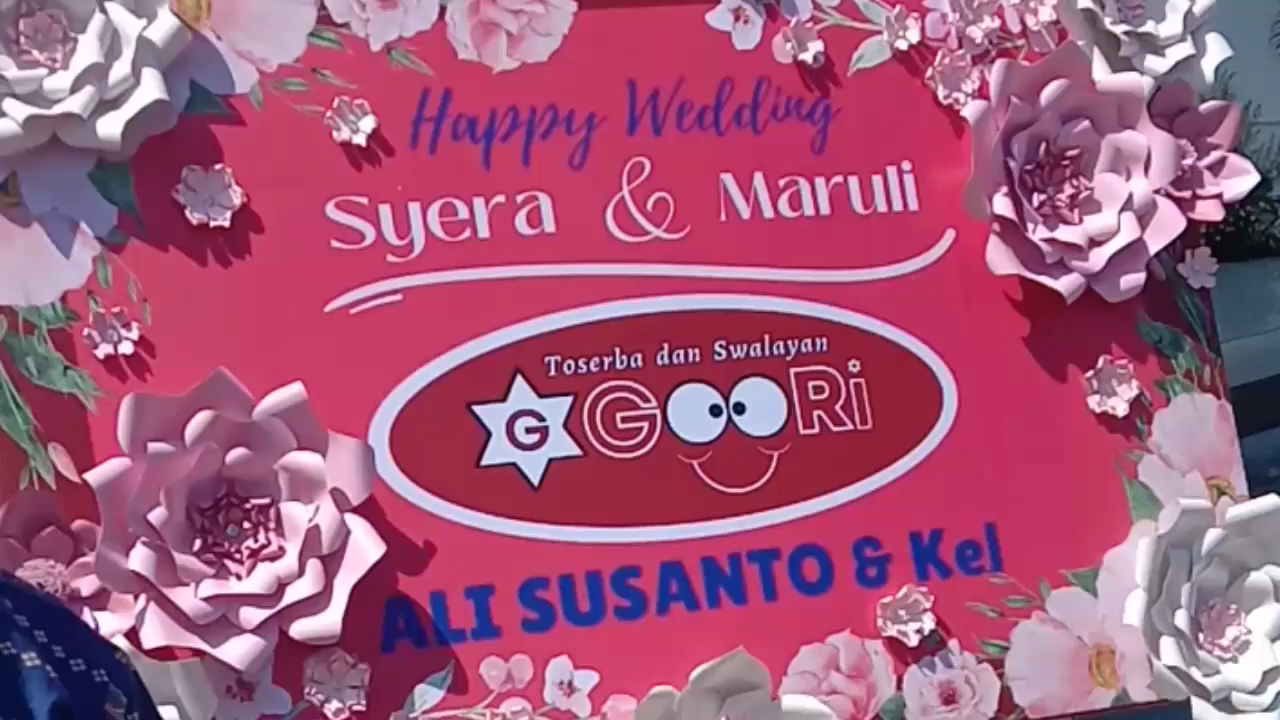 Happy Wedding
Syera & Maruli
Toserba dan Swalayan
G GOORi
ALI SUSANTO & Kel